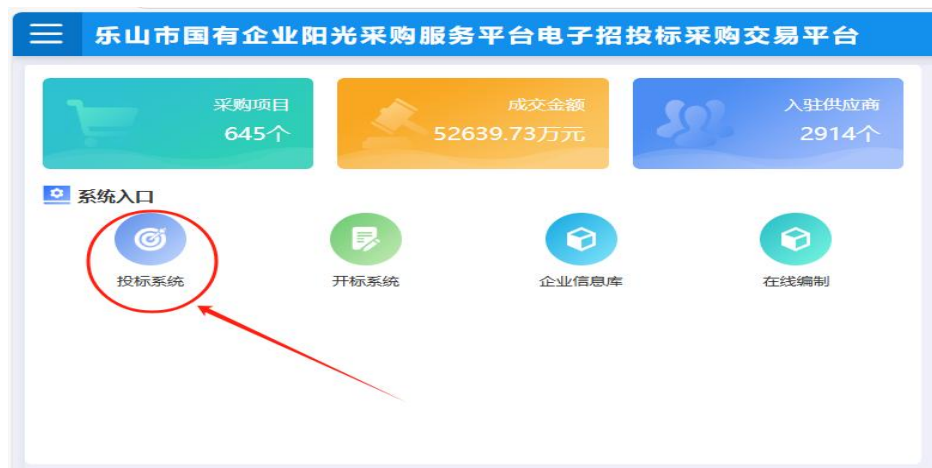 乐山市国有企业阳光采购服务平台电子招投标采购交易平台
采购项目
645个
成交金额
52639.73万元
入驻供应商
2914个
系统入口
投标系统
开标系统
企业信息库
在线编制